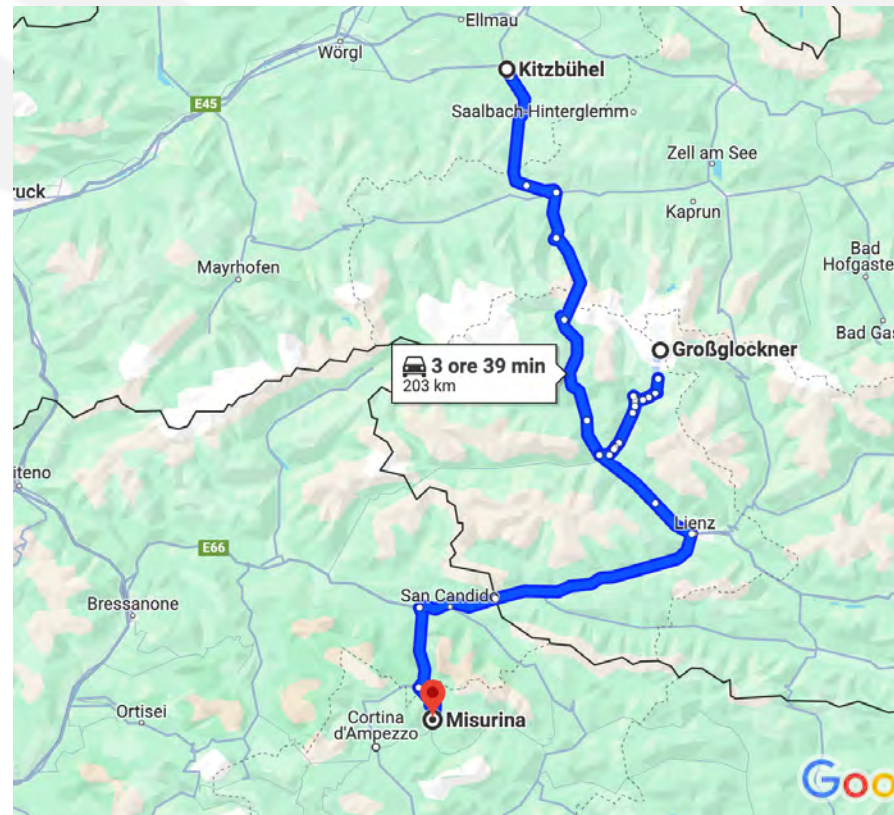 Ellmau
Wörgl
Kitzbühel
E45
Saalbach-Hinterglemm
Zell am See
ruck
Kaprun
Mayrhofen
Bad
Hofgaste
Bad Gas
Großglockner
3 ore 39 min
203 km
iteno
Lienz
E66
San Candido
Bressanone
Ortisei
Cortina
d'Ampezzo
Misurina
Goo